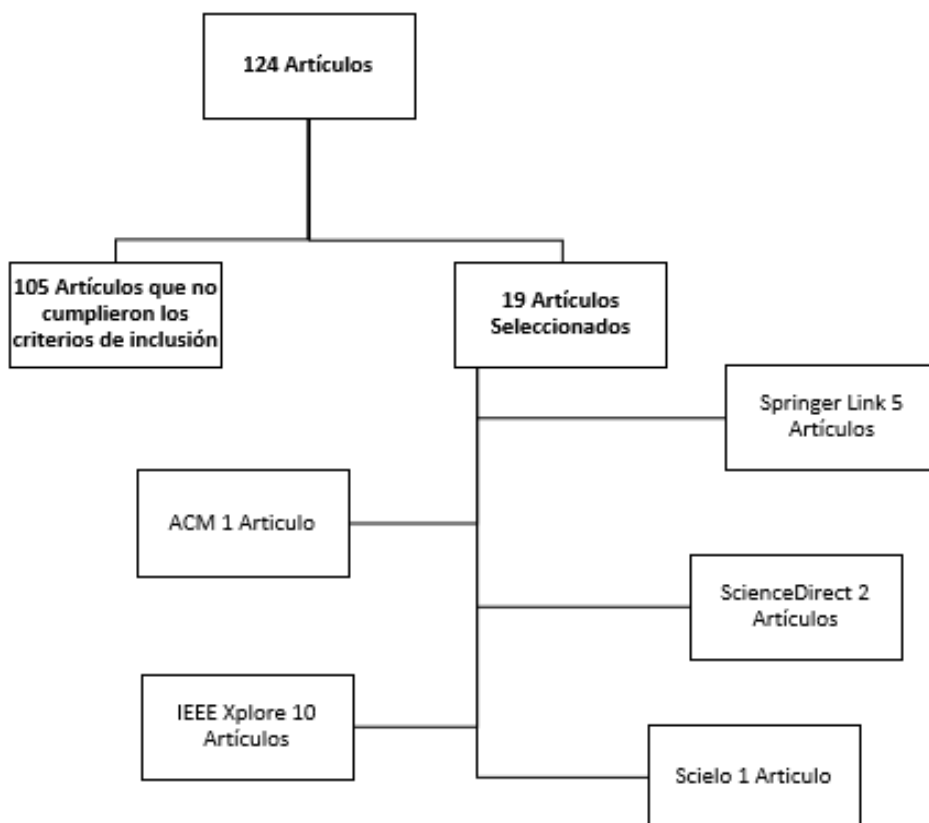 124 Artículos
105 Artículos que no
cumplieron los
criterios de inclusión
19 Artículos
Seleccionados
Springer Link 5
Artículos
ACM 1 Articulo
ScienceDirect 2
Artículos
IEEE Xplore 10
Artículos
Scielo 1 Articulo